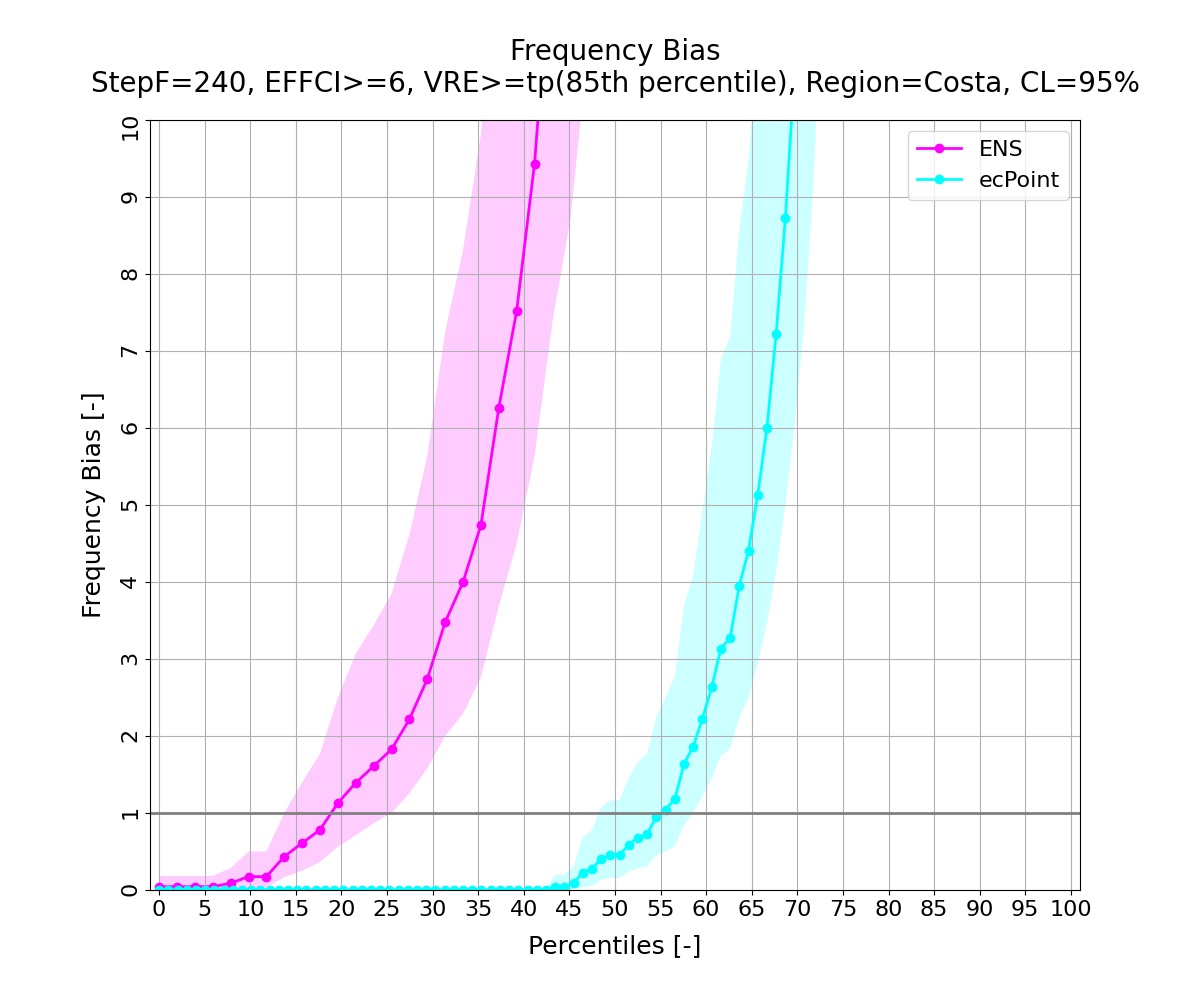 Frequency Bias
StepF=240, EFFCI>=6, VRE>=tp(85th percentile), Region=Costa, CL=95%
ENS
ecPoint
Frequency Bias [-]
10
9
8
7
6
5
4
3
2
1
0
0 5 10 15 20 25 30 35 40 45 50 55 60 65 70 75 80 85 90 95 100
Percentiles [-]